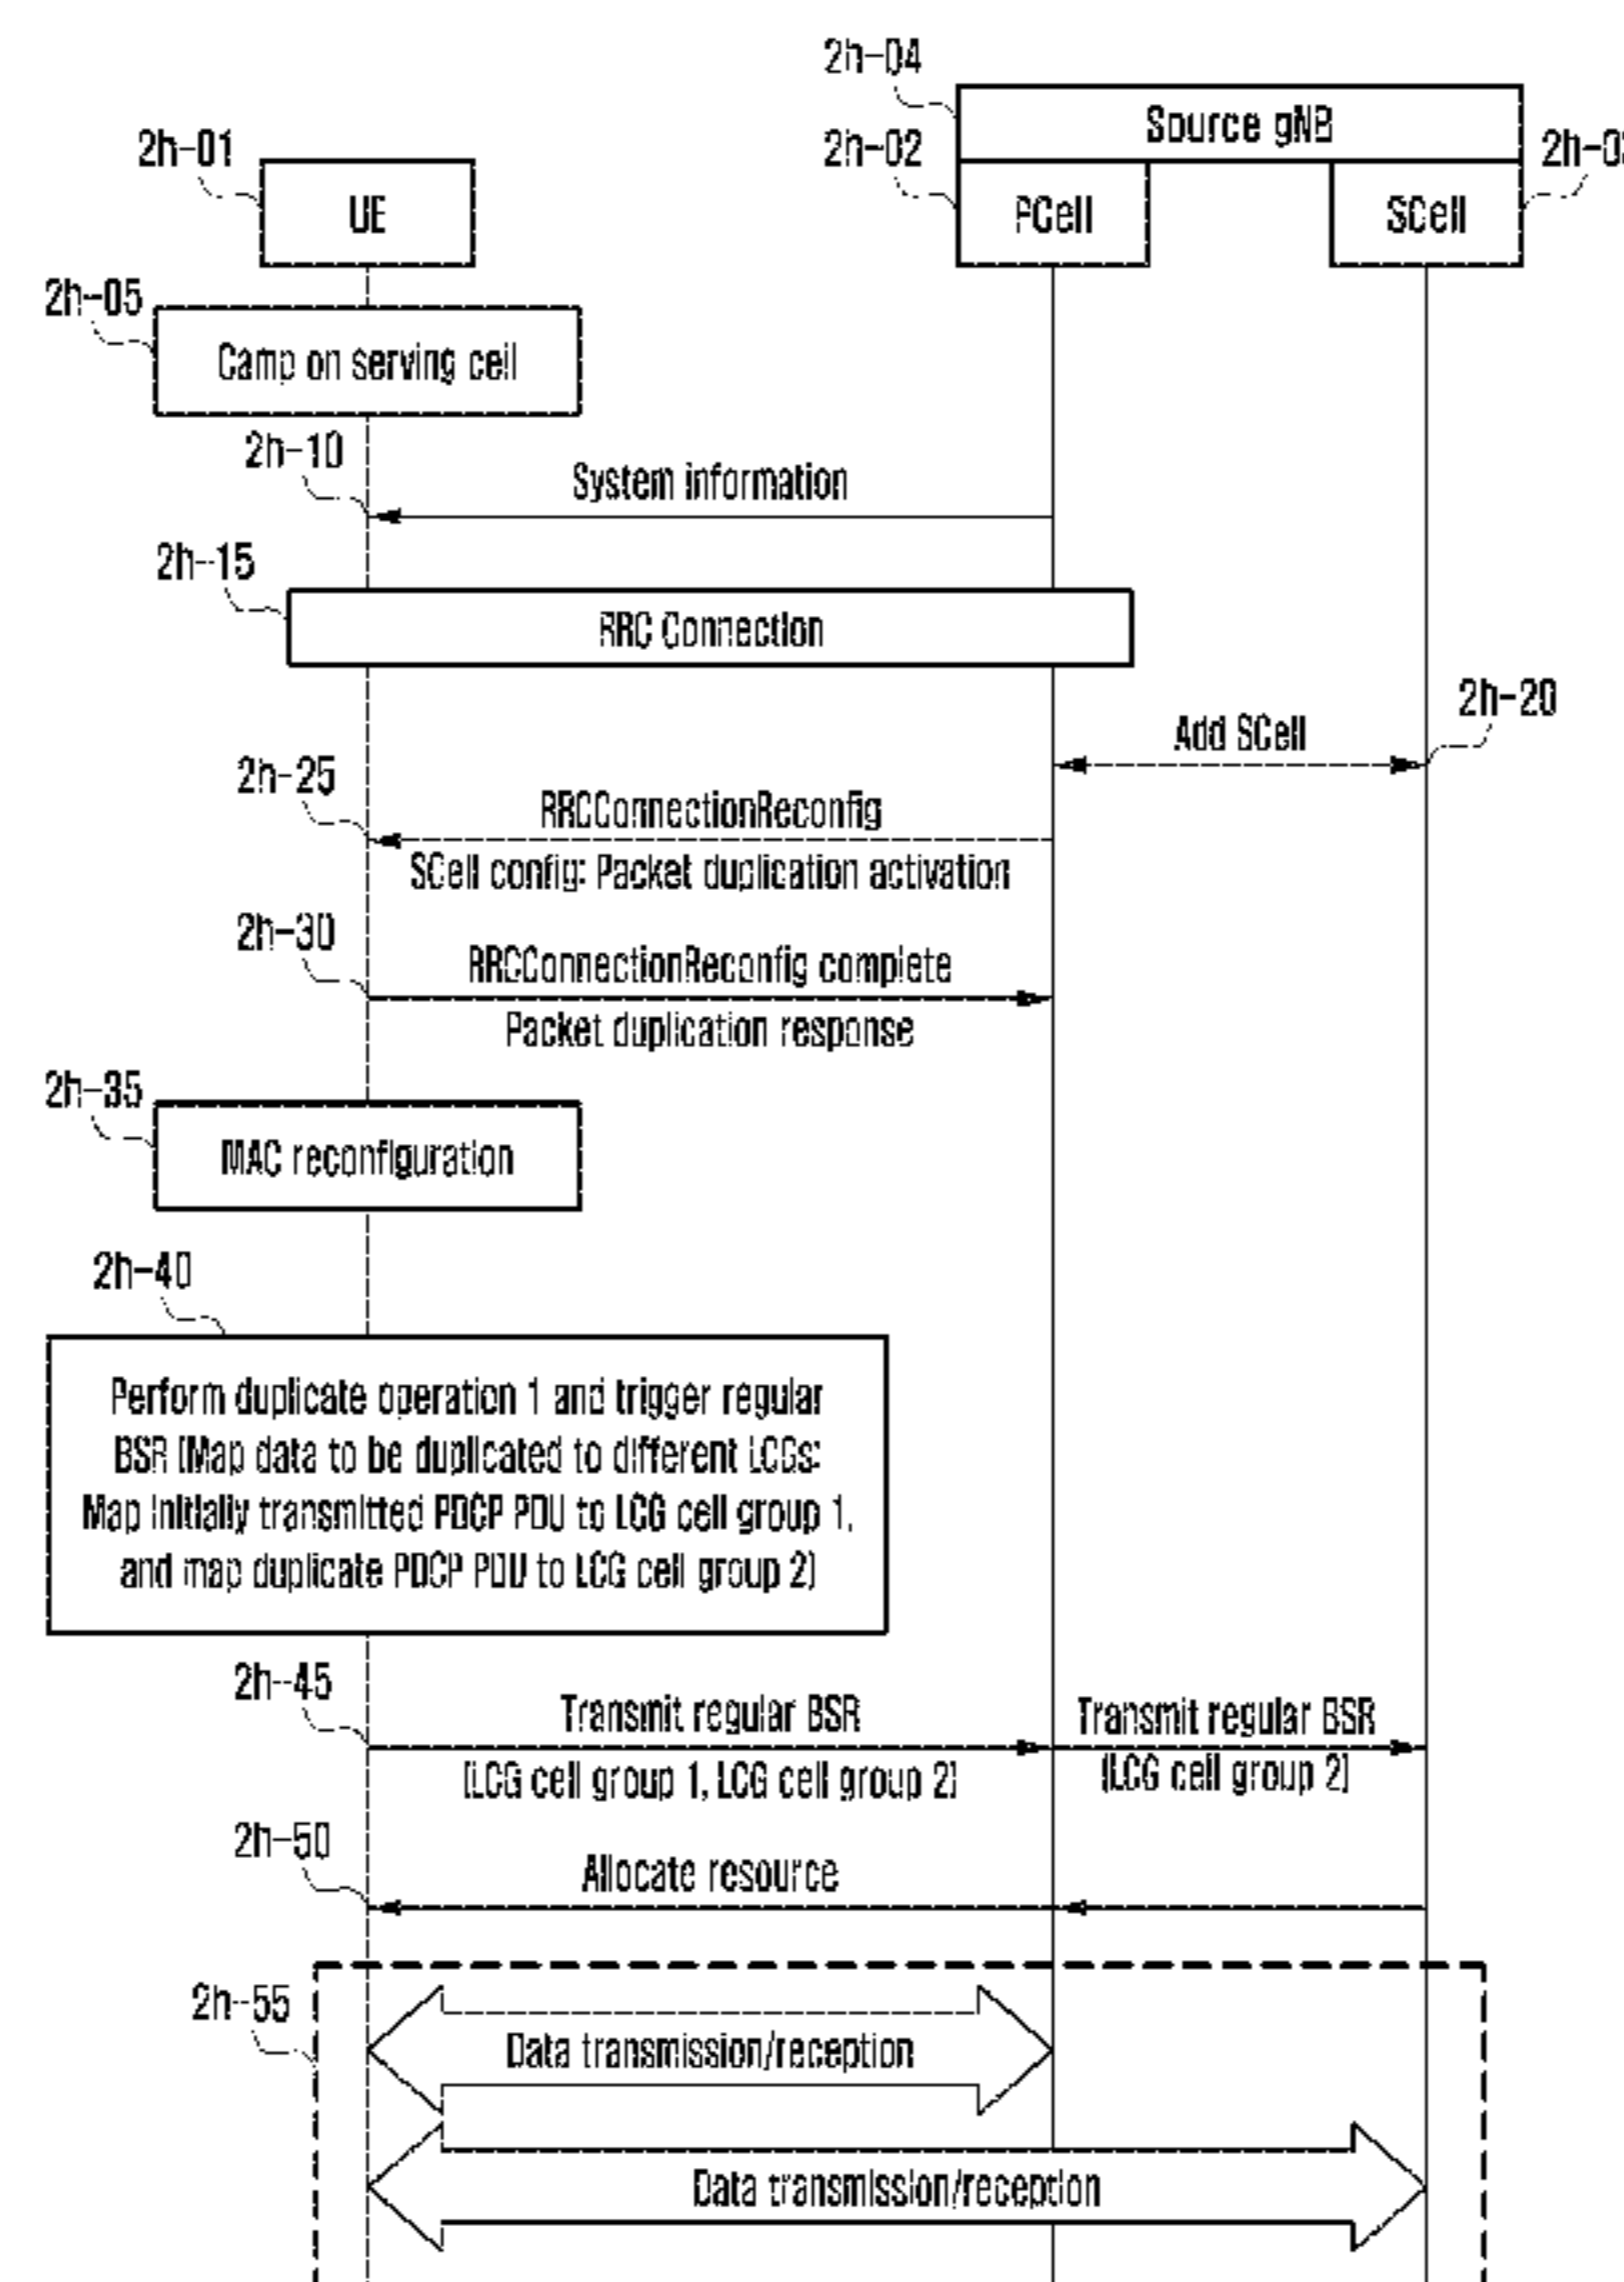 2h-04
Source gNB
2h-01
2h-02
2h-0
UE
PCell
SCell
2h-05
Camp on serving cell
2h-10
System information
2h-15
RRC Connection
2h-20
Add SCell
2h-25
RRCConnectionReconfig
SCell config: Packet duplication activation
2h-30
RRCConnectionReconfig complete
Packet duplication response
2h-35
MAC reconfiguration
2h-40
Perform duplicate operation 1 and trigger regular
BSR (Map data to be duplicated to different LCGs:
Map initially transmitted PDCP PDU to LCG cell group 1,
and map duplicate PDCP PDU to LCG cell group 2)
2h-45
Transmit regular BSR
Transmit regular BSR
(LCG cell group 1, LCG cell group 2)
(LCG cell group 2)
2h-50
Allocate resource
2h-55
Data transmission/reception
Data transmission/reception